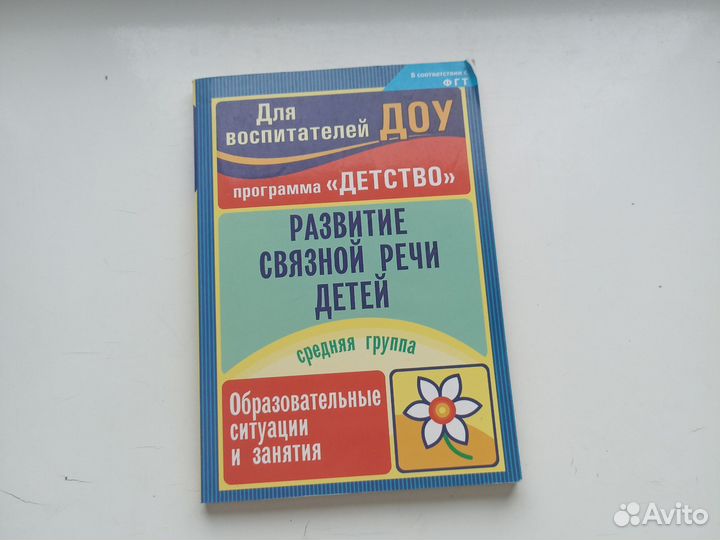 В соответствии с
ФГТ
Для
воспитателей ДОУ
программа «ДЕТСТВО»
РАЗВИТИЕ
СВЯЗНОЙ РЕЧИ
ДЕТЕЙ
средняя группа
Образовательные
ситуации
и занятия
Avito